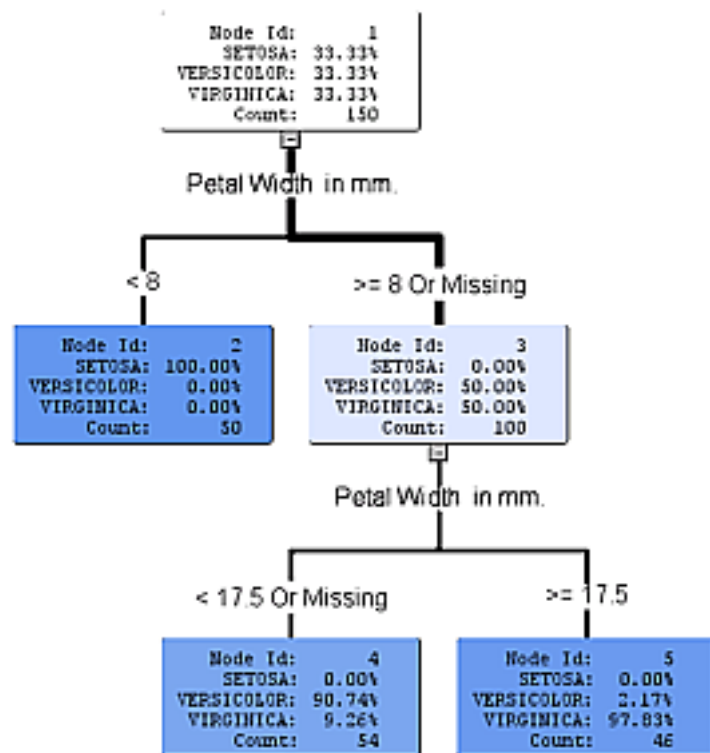 Node Id: 1
SETOSA: 33.33%
VERSICOLOR: 33.33%
VIRGINICA: 33.33%
Count: 150
Petal Width in mm.
< 8
>= 8 Or Missing
Node Id: 2
SETOSA: 100.00%
VERSICOLOR: 0.00%
VIRGINICA: 0.00%
Count: 50
Node Id: 3
SETOSA: 0.00%
VERSICOLOR: 50.00%
VIRGINICA: 50.00%
Count: 100
Petal Width in mm.
< 17.5 Or Missing
>= 17.5
Node Id: 4
SETOSA: 0.00%
VERSICOLOR: 90.74%
VIRGINICA: 9.26%
Count: 54
Node Id: 5
SETOSA: 0.00%
VERSICOLOR: 2.17%
VIRGINICA: 97.83%
Count: 46